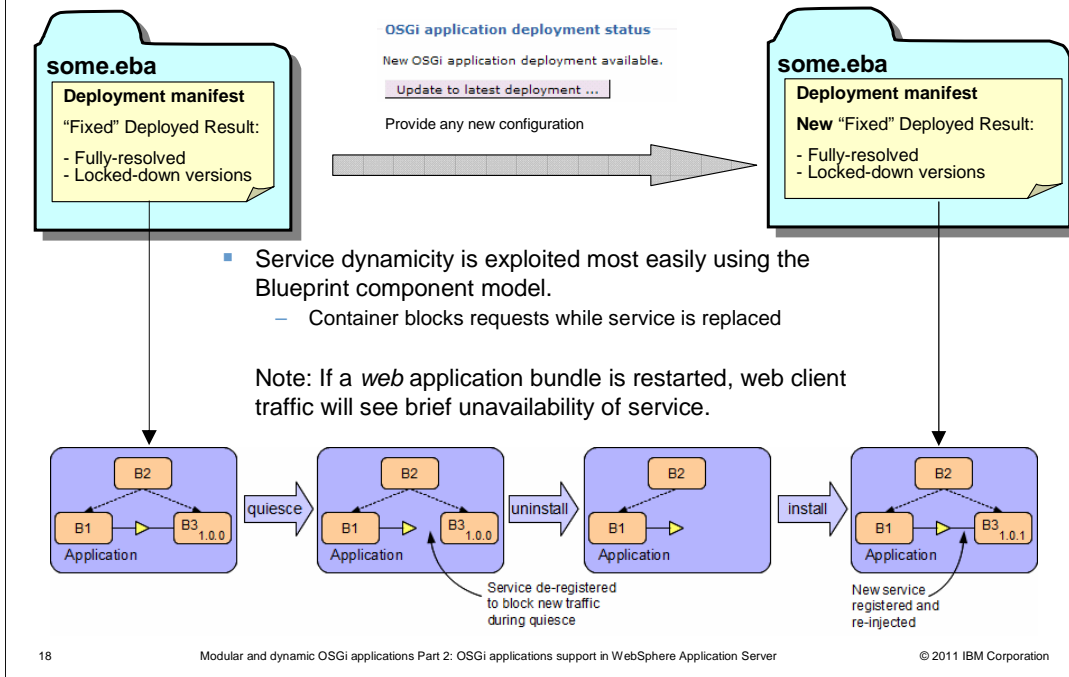 some.eba
Deployment manifest
“Fixed” Deployed Result:
- Fully-resolved
- Locked-down versions
OSGi application deployment status
New OSGi application deployment available.
Update to latest deployment ...
Provide any new configuration
some.eba
Deployment manifest
New “Fixed” Deployed Result:
- Fully-resolved
- Locked-down versions
Service dynamicity is exploited most easily using the
Blueprint component model.
– Container blocks requests while service is replaced
Note: If a web application bundle is restarted, web client
traffic will see brief unavailability of service.
B2
B1
B3 1.0.0
Application
quiesce
B2
B1
B3 1.0.0
Application
Service de-registered
to block new traffic
during quiesce
uninstall
B2
B1
Application
install
B2
B1
B3 1.0.1
Application
New service
registered and
re-injected
18
Modular and dynamic OSGi applications Part 2: OSGi applications support in WebSphere Application Server
© 2011 IBM Corporation